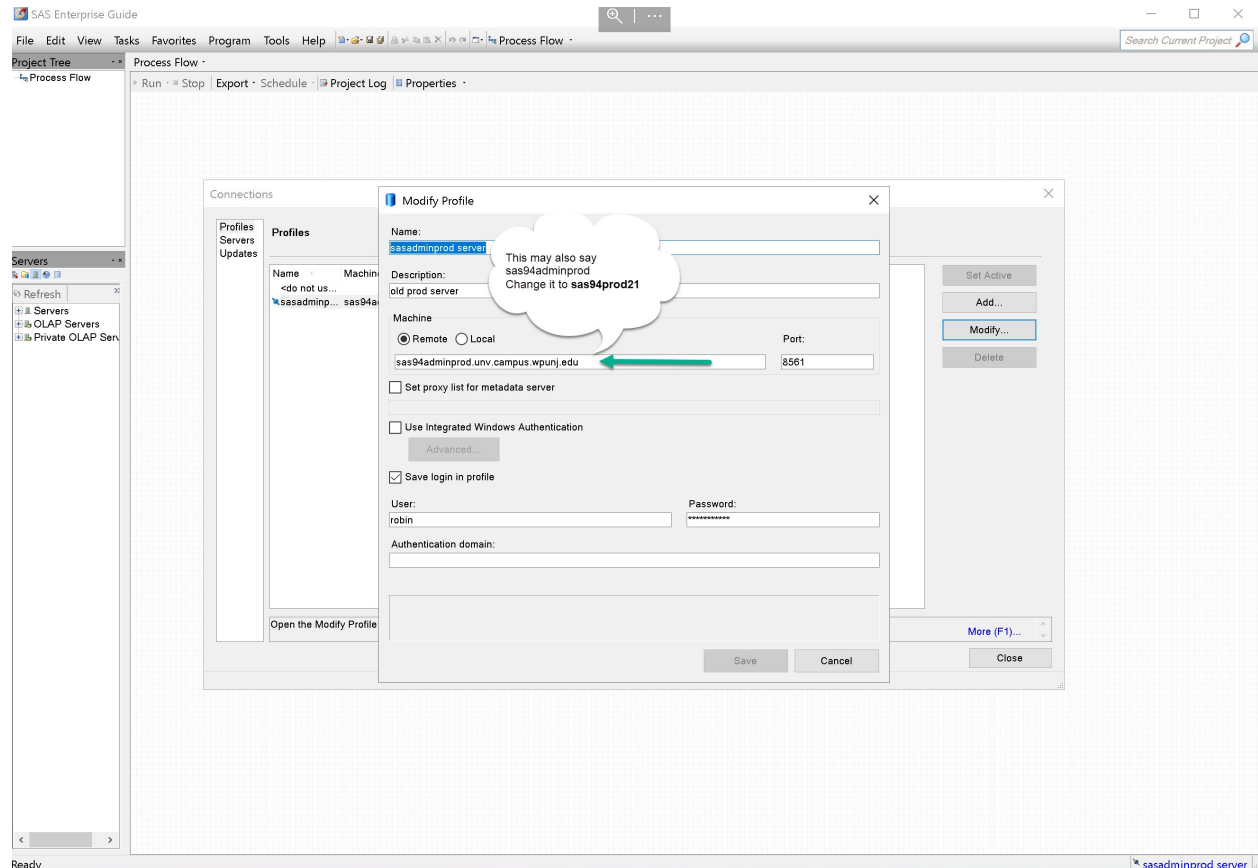 SAS Enterprise Guide
File Edit View Tasks Favorites Program Tools Help Process Flow
Search Current Project
Project Tree
Process Flow
Process Flow
Run Stop Export Schedule Project Log Properties
Servers
Refresh
Servers
OLAP Servers
Private OLAP Serv
Connections
Profiles
Servers
Updates
Profiles
Name Machin
<do not us...
sasadminp... sas94a
Set Active
Add...
Modify...
Delete
Open the Modify Profile
More (F1)...
Close
Modify Profile
Name:
sasadminprod server
Description:
old prod server
This may also say
sas94adminprod
Change it to sas94prod21
Machine
Remote Local
Port:
sas94adminprod.unv.campus.wpunj.edu
8561
Set proxy list for metadata server
Use Integrated Windows Authentication
Advanced...
Save login in profile
User:
Password:
robin
***********
Authentication domain:
Save
Cancel
Ready
sasadminprod server